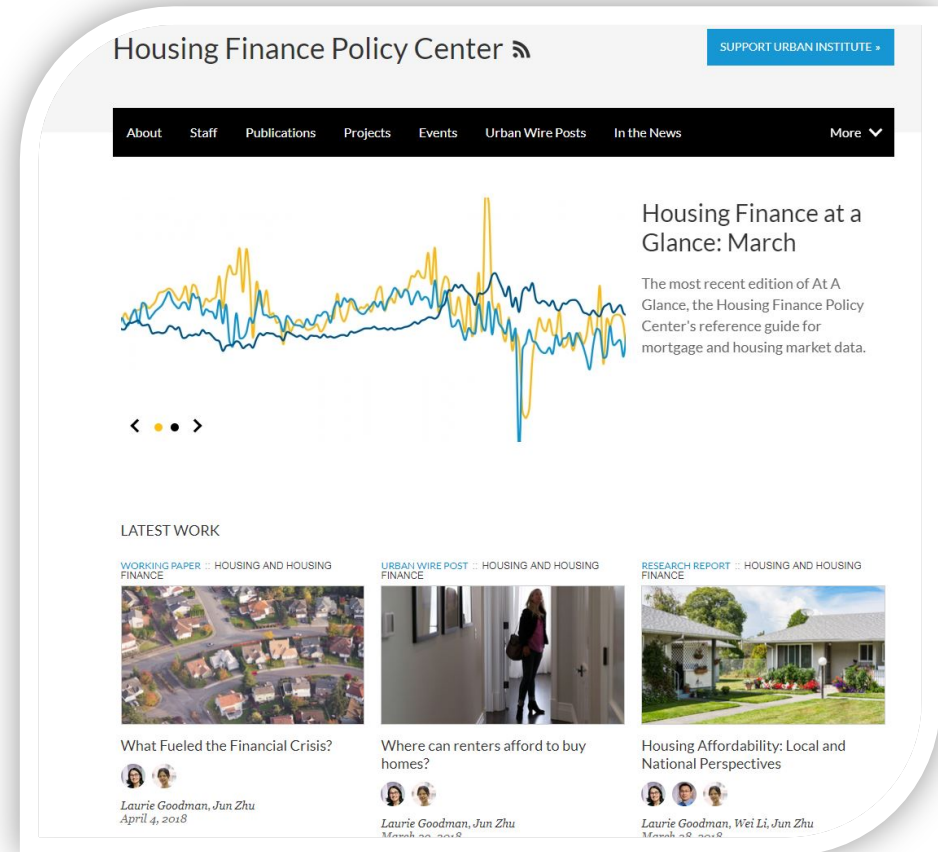 Housing Finance Policy Center
SUPPORT URBAN INSTITUTE »
About Staff Publications Projects Events Urban Wire Posts In the News More
Housing Finance at a
Glance: March
The most recent edition of At A
Glance, the Housing Finance Policy
Center's reference guide for
mortgage and housing market data.
LATEST WORK
WORKING PAPER :: HOUSING AND HOUSING
FINANCE
What Fueled the Financial Crisis?
Laurie Goodman, Jun Zhu
April 4, 2018
URBAN WIRE POST :: HOUSING AND HOUSING
FINANCE
Where can renters afford to buy
homes?
Laurie Goodman, Jun Zhu
March 2018
RESEARCH REPORT :: HOUSING AND HOUSING
FINANCE
Housing Affordability: Local and
National Perspectives
Laurie Goodman, Wei Li, Jun Zhu
March 28, 2018